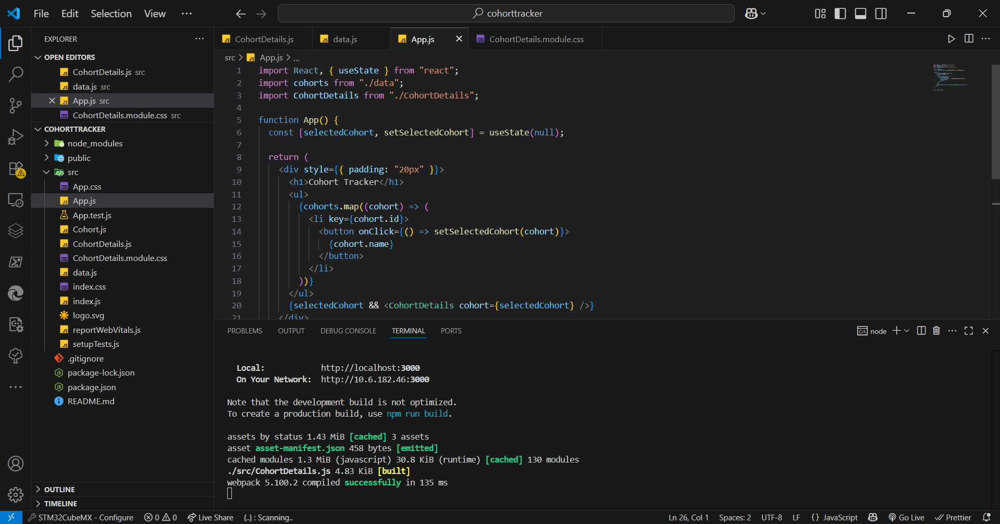 File Edit Selection View ··· cohorttracker
EXPLORER ···
OPEN EDITORS
CohortDetails.js src
data.js src
App.js src
CohortDetails.module.css src
COHORTTRACKER
node_modules
public
src
App.css
App.js
App.test.js
Cohort.js
CohortDetails.js
CohortDetails.module.css
data.js
index.css
index.js
logo.svg
reportWebVitals.js
setupTests.js
.gitignore
package-lock.json
package.json
README.md
OUTLINE
TIMELINE
CohortDetails.js data.js App.js CohortDetails.module.css
src > App.js > ...
1 import React, { useState } from "react";
2 import cohorts from "./data";
3 import CohortDetails from "./CohortDetails";
4
5 function App() {
6 const [selectedCohort, setSelectedCohort] = useState(null);
7
8 return (
9 <div style={{ padding: "20px" }}>
10 <h1>Cohort Tracker</h1>
11 <ul>
12 {cohorts.map((cohort) => (
13 <li key={cohort.id}>
14 <button onClick={() => setSelectedCohort(cohort)}>
15 {cohort.name}
16 </button>
17 </li>
18 ))}
19 </ul>
20 {selectedCohort && <CohortDetails cohort={selectedCohort} />}
21 </div>
PROBLEMS OUTPUT DEBUG CONSOLE TERMINAL PORTS node
Local: http://localhost:3000
On Your Network: http://10.6.182.46:3000
Note that the development build is not optimized.
To create a production build, use npm run build.
assets by status 1.43 MiB [cached] 3 assets
asset asset-manifest.json 458 bytes [emitted]
cached modules 1.3 MiB (javascript) 30.8 KiB (runtime) [cached] 130 modules
./src/CohortDetails.js 4.83 KiB [built]
webpack 5.100.2 compiled successfully in 135 ms
STM32CubeMX - Configure 0 0 Live Share {..} : Scanning.. Ln 26, Col 1 Spaces: 2 UTF-8 LF {} JavaScript Go Live Prettier